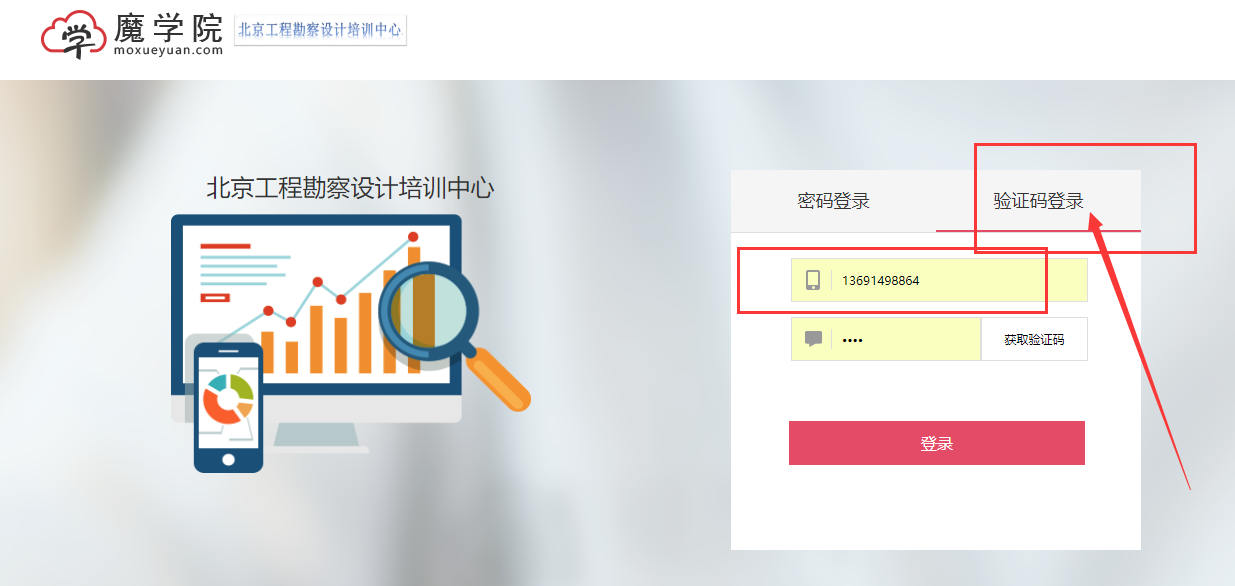 学 魔学院
moxueyuan.com
北京工程勘察设计培训中心
北京工程勘察设计培训中心
密码登录
验证码登录
13691498864
••••
获取验证码
登录